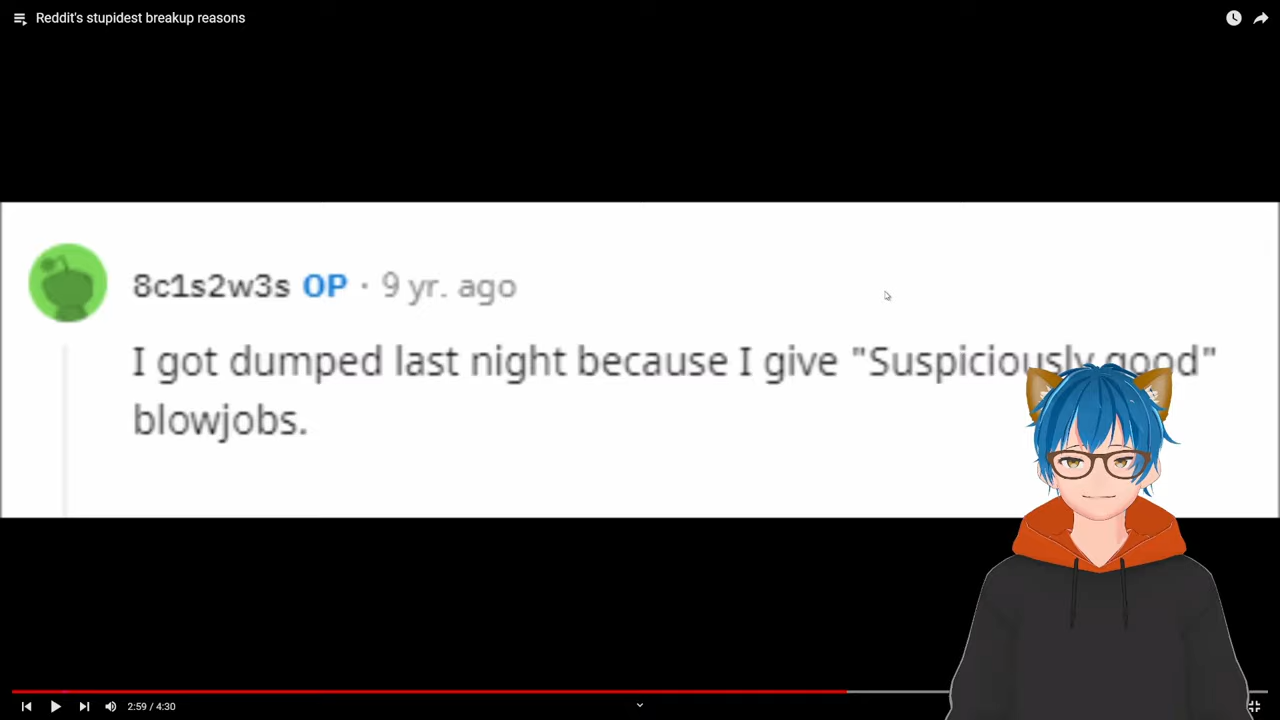 Reddit's stupidest breakup reasons
8c1s2w3s OP · 9 yr. ago
I got dumped last night because I give "Suspiciously good"
blowjobs.
2:59 / 4:30